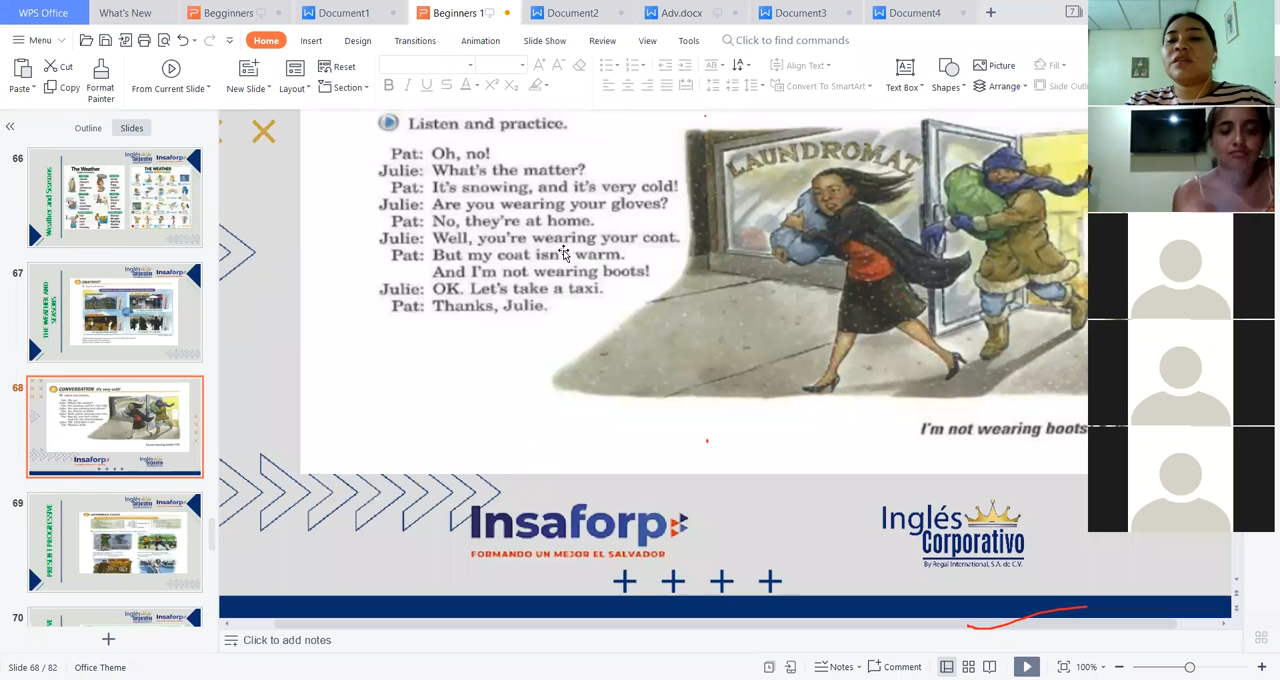 WPS Office
What's New
Begginers
Document1
Beginners 1
Document2
Adv.docx
Document3
Document4
7
Menu
Home
Insert
Design
Transitions
Animation
Slide Show
Review
View
Tools
Click to find commands
Paste
Cut
Copy
Format
Painter
From Current Slide
New Slide
Layout
Reset
Section
Align Text
Convert To SmartArt
Text Box
Shapes
Picture
Arrange
Fill
Outline
Slides
66
67
68
69
70
Listen and practice.
Pat: Oh, no!
Julie: What's the matter?
Pat: It's snowing, and it's very cold!
Julie: Are you wearing your gloves?
Pat: No, they're at home.
Julie: Well, you're wearing your coat.
Pat: But my coat isn't warm.
And I'm not wearing boots!
Julie: OK. Let's take a taxi.
Pat: Thanks, Julie.
LAUNDROMAT
I'm not wearing boots
Insaforp
FORMANDO UN MEJOR EL SALVADOR
Inglés
Corporativo
By Regal International, S.A. de C.V.
Click to add notes
Slide 68 / 82
Office Theme
Notes
Comment
100%